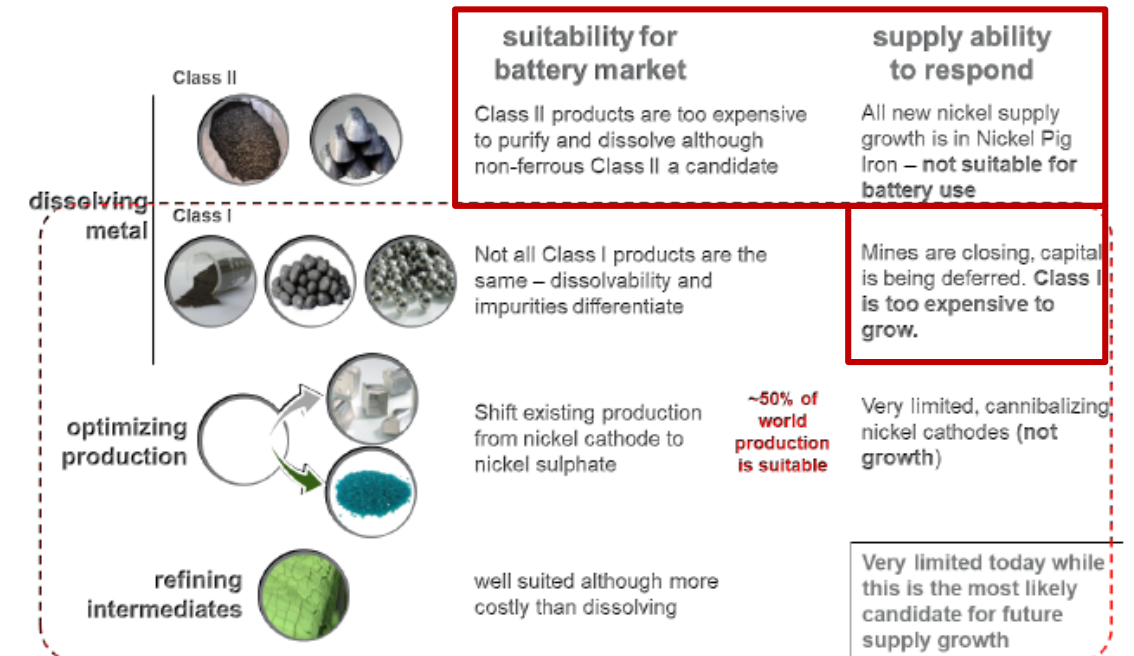 suitability for
battery market
supply ability
to respond
Class II
Class II products are too expensive
to purify and dissolve although
non-ferrous Class II a candidate
All new nickel supply
growth is in Nickel Pig
Iron – not suitable for
battery use
dissolving
metal
Class I
Not all Class I products are the
same – dissolvability and
impurities differentiate
Mines are closing, capital
is being deferred. Class I
is too expensive to
grow.
optimizing
production
Shift existing production
from nickel cathode to
nickel sulphate
~50% of
world
production
is suitable
Very limited, cannibalizing
nickel cathodes (not
growth)
refining
intermediates
well suited although more
costly than dissolving
Very limited today while
this is the most likely
candidate for future
supply growth